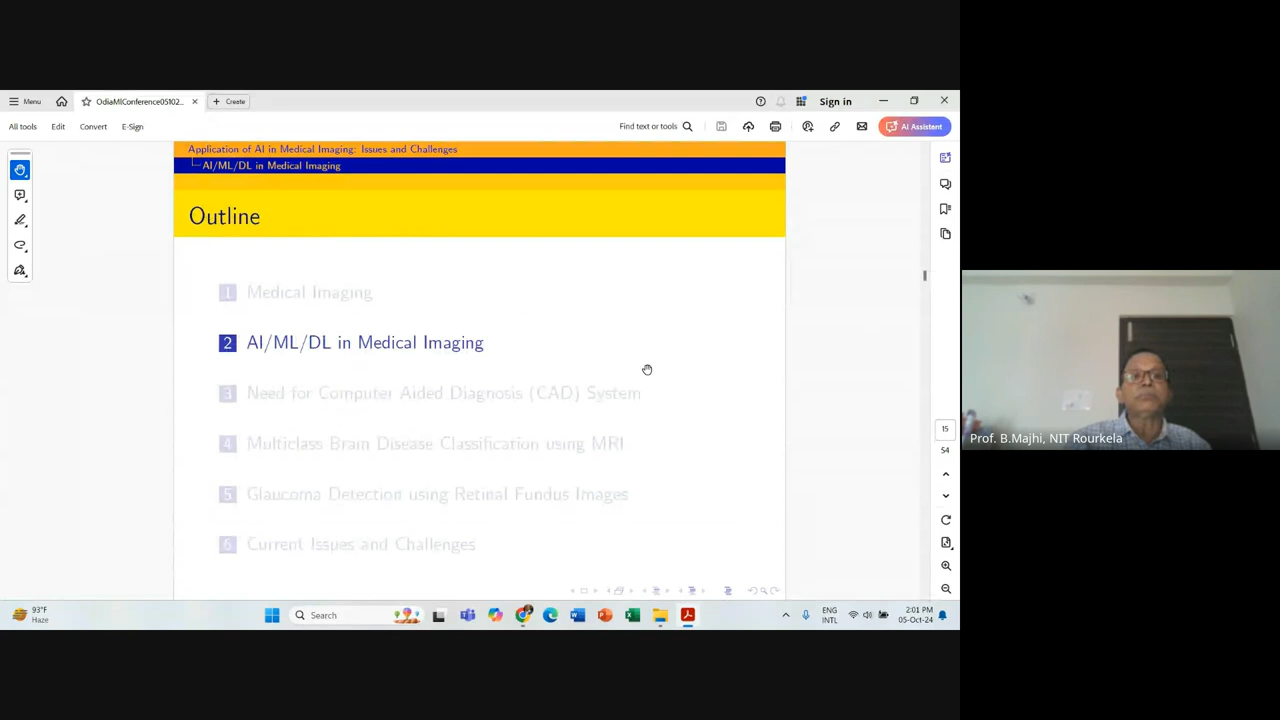 Menu
OdiaMlConference05102...
Create
Sign in
All tools
Edit
Convert
E-Sign
Find text or tools
AI Assistant
Application of AI in Medical Imaging: Issues and Challenges
AI/ML/DL in Medical Imaging
Outline
1 Medical Imaging
2 AI/ML/DL in Medical Imaging
3 Need for Computer Aided Diagnosis (CAD) System
4 Multiclass Brain Disease Classification using MRI
5 Glaucoma Detection using Retinal Fundus Images
6 Current Issues and Challenges
15
54
Prof. B.Majhi, NIT Rourkela
93°F
Haze
Search
ENG
INTL
2:01 PM
05-Oct-24